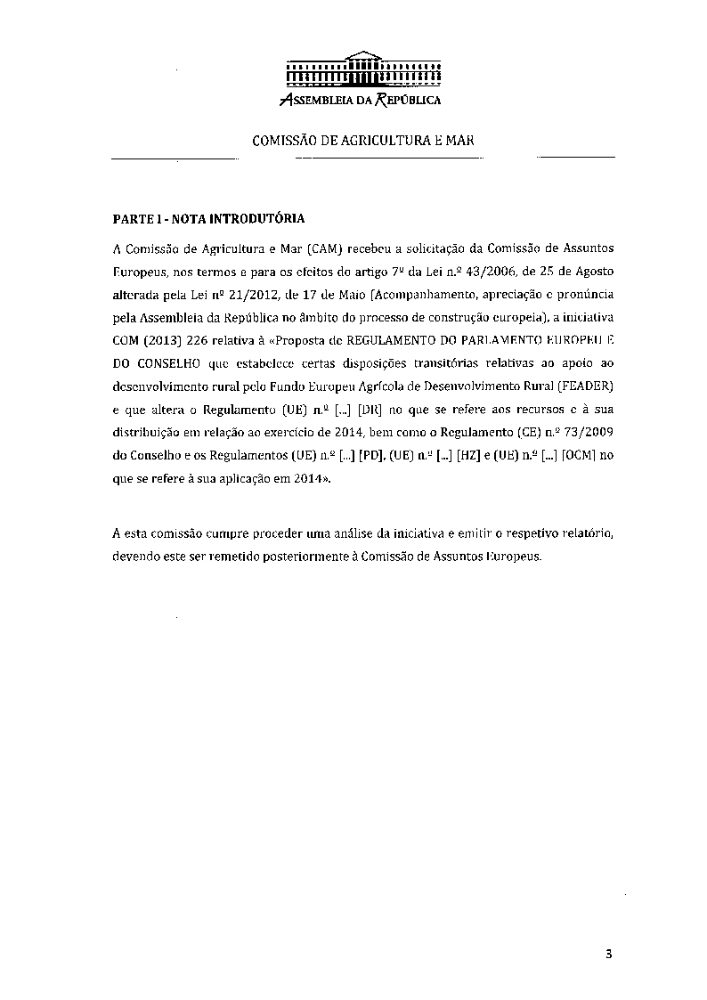 ASSEMBLEIA DA REPÚBLICA
COMISSÃO DE AGRICULTURA E MAR
PARTE I - NOTA INTRODUTÓRIA
A Comissão de Agricultura e Mar (CAM) recebeu a solicitação da Comissão de Assuntos
Europeus, nos termos e para os efeitos do artigo 7º da Lei n.º 43/2006, de 25 de Agosto
alterada pela Lei nº 21/2012, de 17 de Maio (Acompanhamento, apreciação e pronúncia
pela Assembleia da República no âmbito do processo de construção europeia), a iniciativa
COM (2013) 226 relativa à «Proposta de REGULAMENTO DO PARLAMENTO EUROPEU E
DO CONSELHO que estabelece certas disposições transitórias relativas ao apoio ao
desenvolvimento rural pelo Fundo Europeu Agrícola de Desenvolvimento Rural (FEADER)
e que altera o Regulamento (UE) n.º [...] [DR] no que se refere aos recursos e à sua
distribuição em relação ao exercício de 2014, bem como o Regulamento (CE) n.º 73/2009
do Conselho e os Regulamentos (UE) n.º [...] [PD], (UE) n.º [...] [HZ] e (UE) n.º [...] [OCM] no
que se refere à sua aplicação em 2014».
A esta comissão cumpre proceder uma análise da iniciativa e emitir o respetivo relatório,
devendo este ser remetido posteriormente à Comissão de Assuntos Europeus.
3